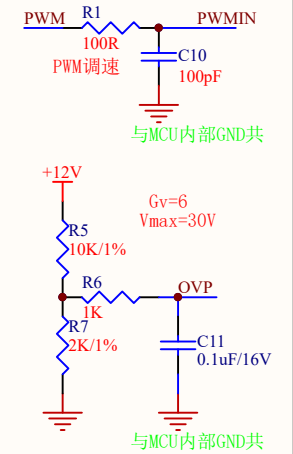 PWM
R1
PWMIN
100R
C10
PWM调速
100pF
与MCU内部GND共
+12V
Gv=6
Vmax=30V
R5
10K/1%
R6
OVP
1K
R7
2K/1%
C11
0.1uF/16V
与MCU内部GND共